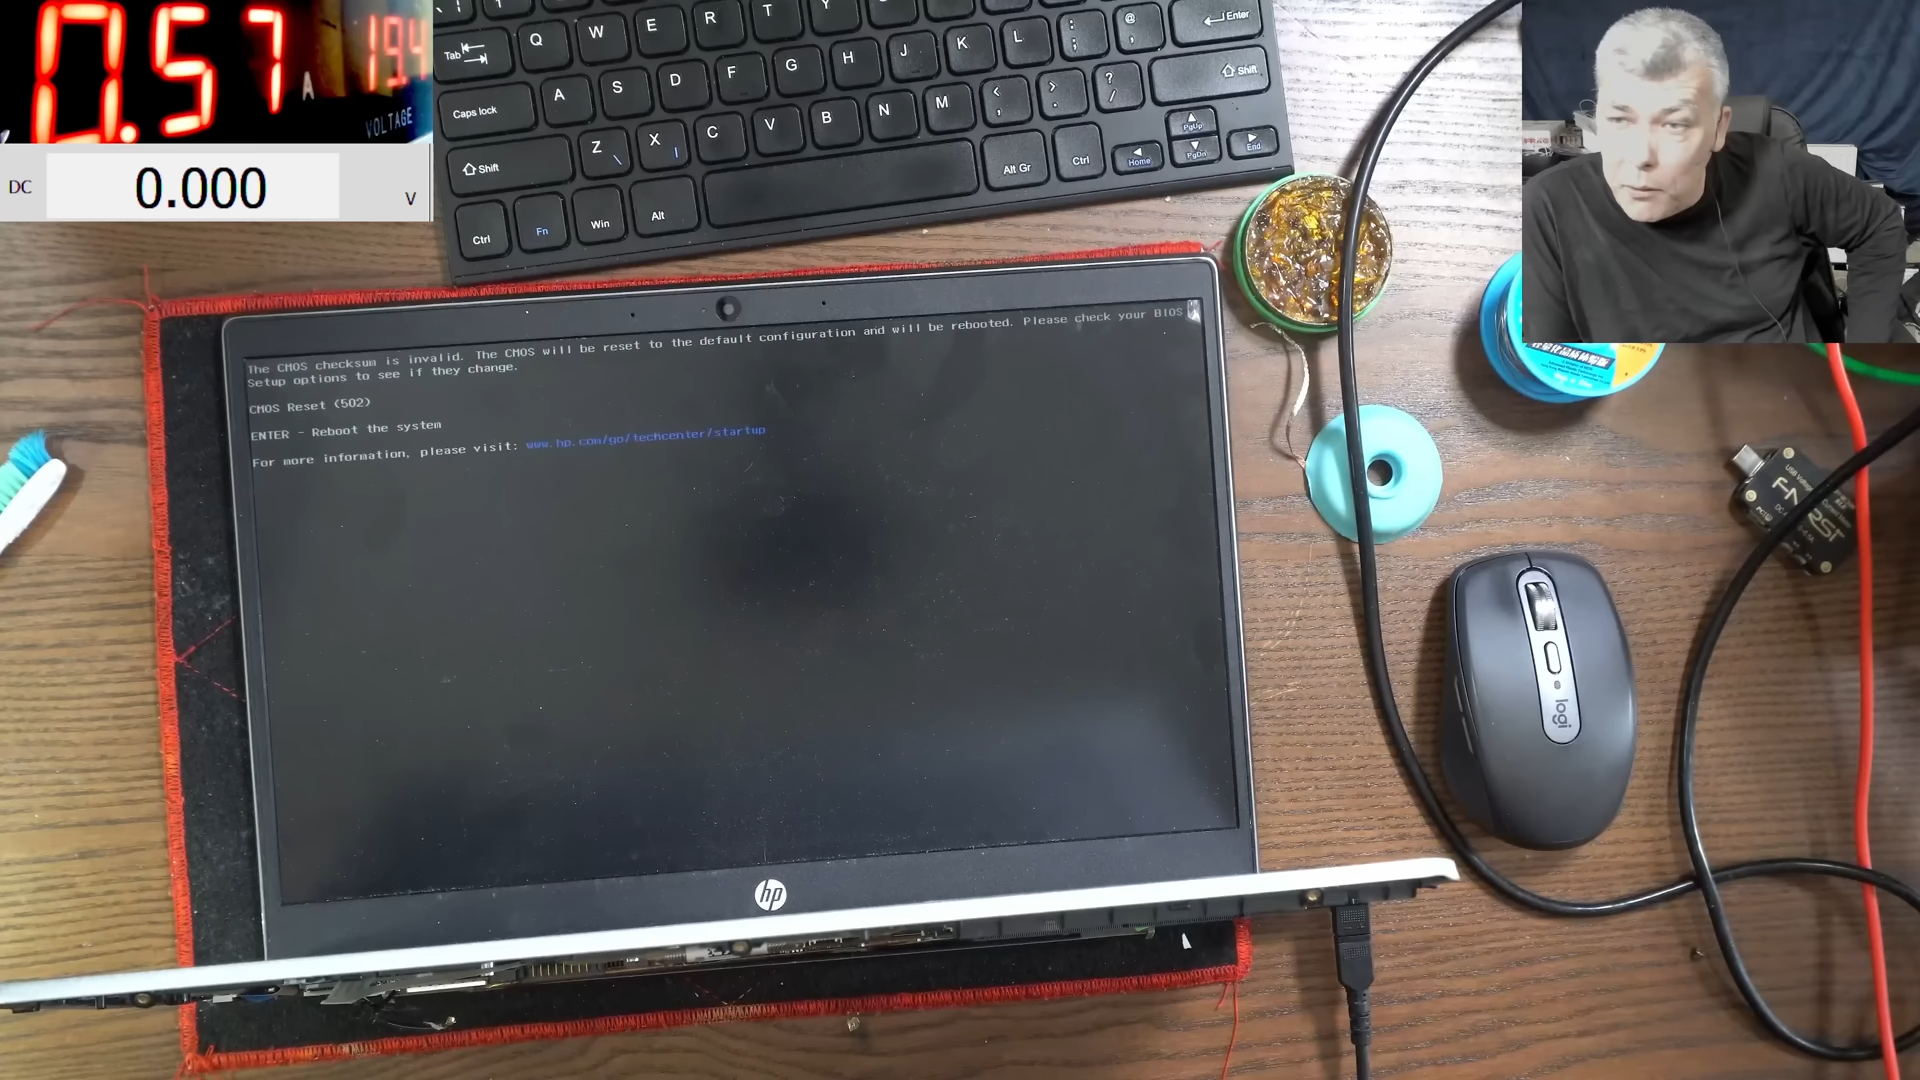 0.57 A 19.4
VOLTAGE
DC 0.000 v
Q W E R T Y Enter
Tab
A S D F G H J K L ; : @
Caps lock
Z X C V B N M < , > . ? / Shift
Shift \ | PgUp
Ctrl Fn Win Alt Alt Gr Ctrl Home PgDn End
The CMOS checksum is invalid. The CMOS will be reset to the default configuration and will be rebooted. Please check your BIOS
Setup options to see if they change.
CMOS Reset (502)
ENTER - Reboot the system
For more information, please visit: www.hp.com/go/techcenter/startup
hp
logi